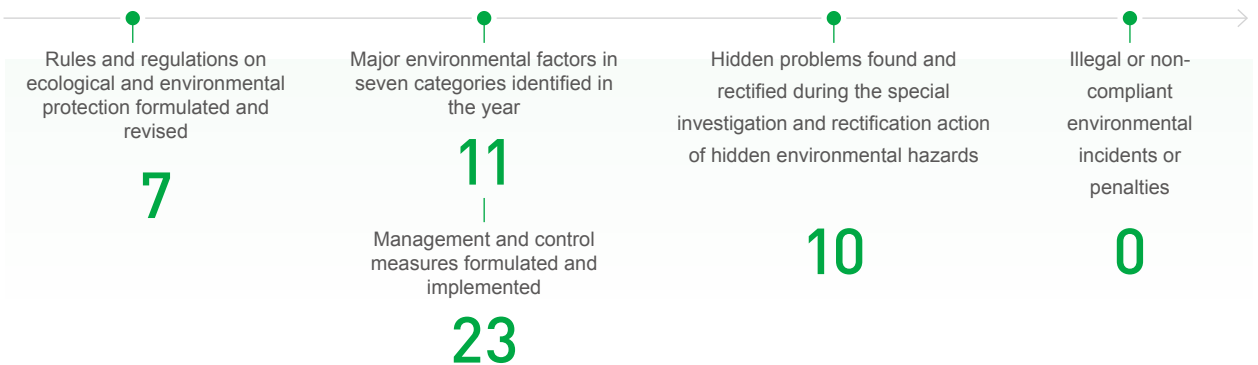 Rules and regulations on
ecological and environmental
protection formulated and
revised
7
Major environmental factors in
seven categories identified in
the year
11
Management and control
measures formulated and
implemented
23
Hidden problems found and
rectified during the special
investigation and rectification action
of hidden environmental hazards
10
Illegal or non-
compliant
environmental
incidents or
penalties
0